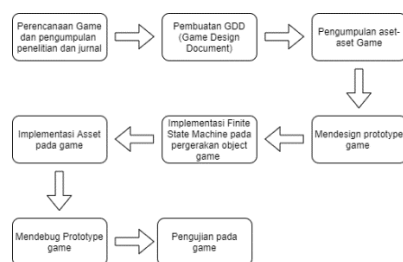 Perencanaan Game
dan pengumpulan
penelitian dan jurnal
Pembuatan GDD
(Game Design
Document)
Pengumpulan aset-
aset Game
Mendesign prototype
game
Implementasi Finite
State Machine pada
pergerakan object
game
Implementasi Asset
pada game
Mendebug Prototype
game
Pengujian pada
game